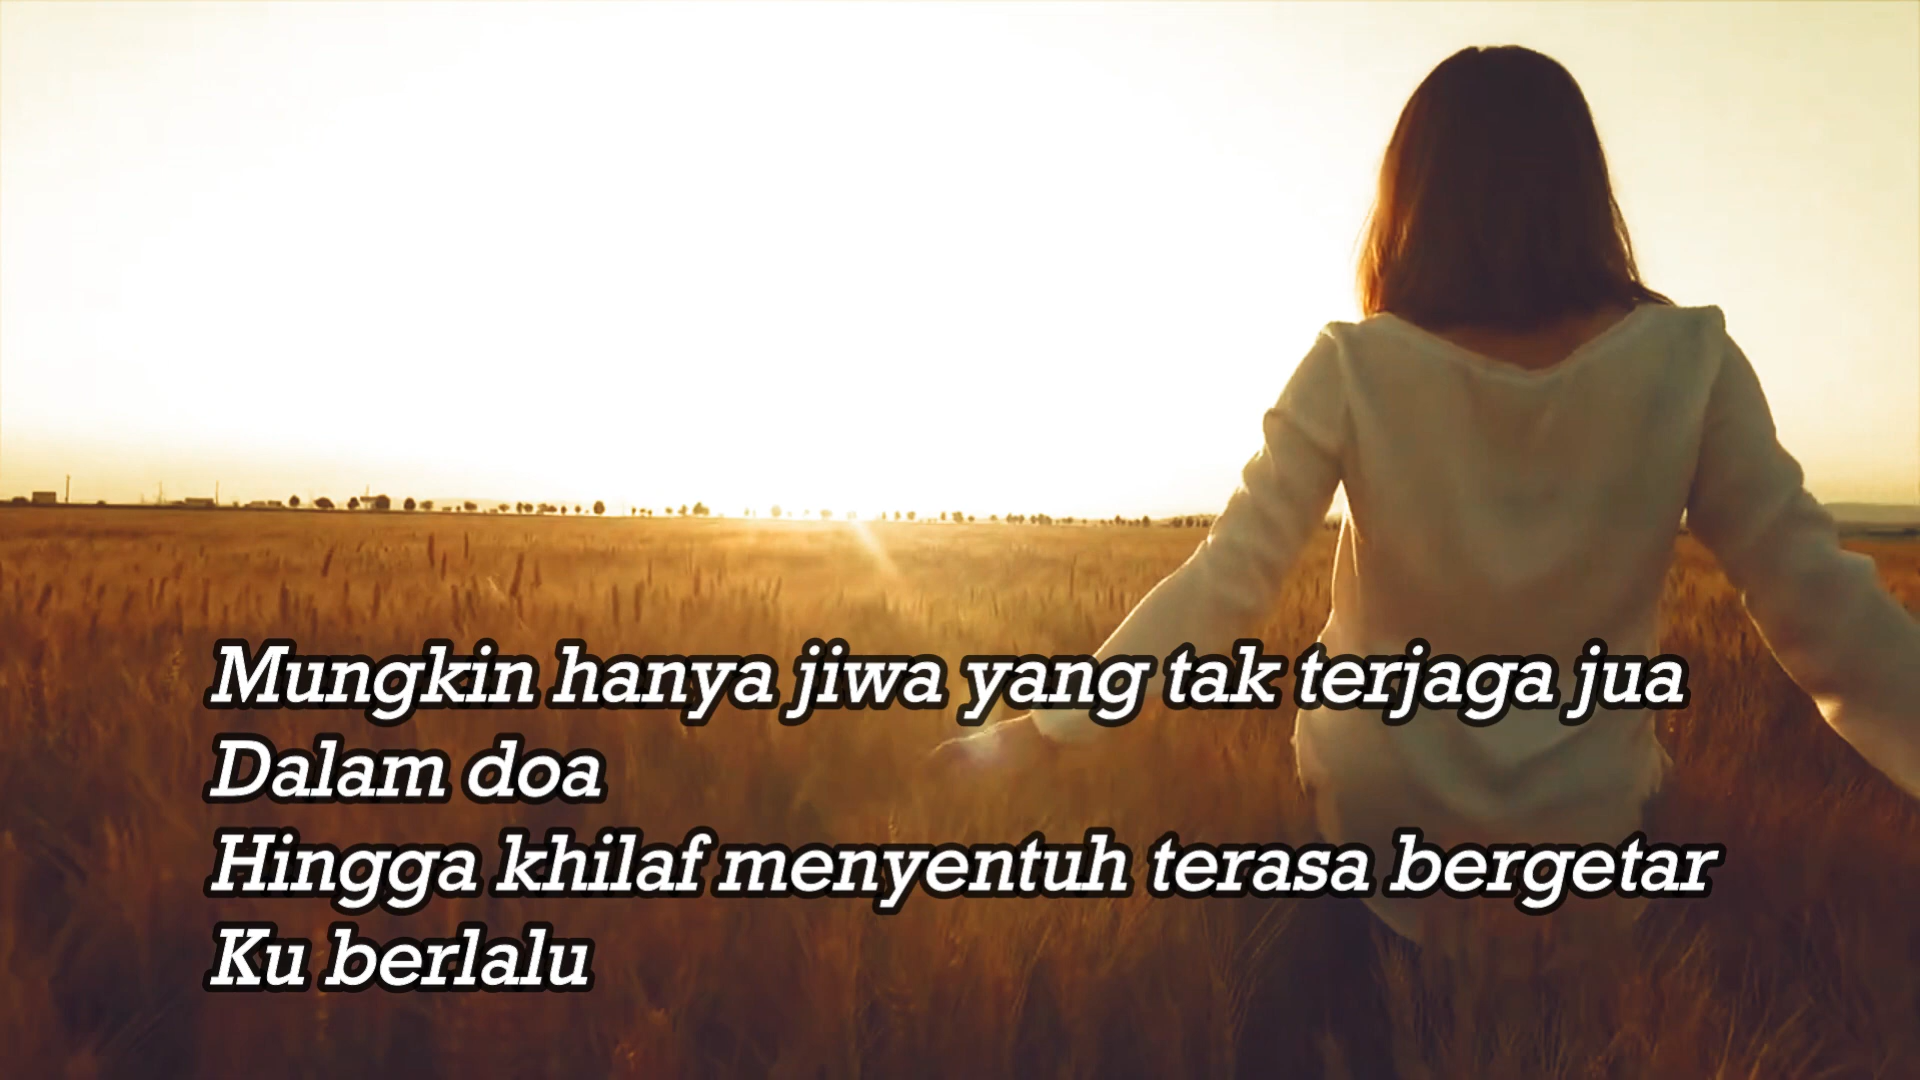 Mungkin hanya jiwa yang tak terjaga jua
Dalam doa
Hingga khilaf menyentuh terasa bergetar
Ku berlalu